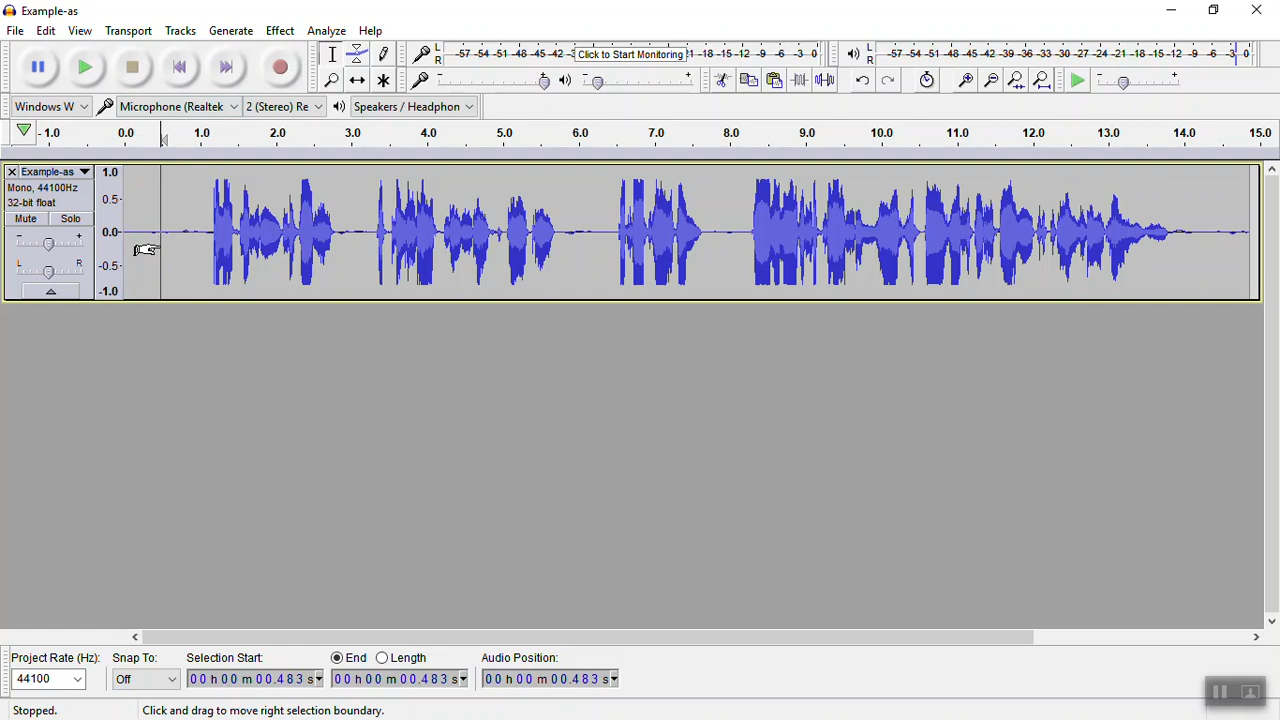 Example-as
File Edit View Transport Tracks Generate Effect Analyze Help
L R -57 -54 -51 -48 -45 -42 -3 Click to Start Monitoring 21 -18 -15 -12 -9 -6 -3 0
L R -57 -54 -51 -48 -45 -42 -39 -36 -33 -30 -27 -24 -21 -18 -15 -12 -9 -6 -3 0
- + - + - +
Windows W Microphone (Realtek 2 (Stereo) Re Speakers / Headphon
- 1.0 0.0 1.0 2.0 3.0 4.0 5.0 6.0 7.0 8.0 9.0 10.0 11.0 12.0 13.0 14.0 15.0
Example-as 1.0
Mono, 44100Hz
32-bit float 0.5-
Mute Solo
- + 0.0-
L R -0.5-
-1.0
Project Rate (Hz): Snap To: Selection Start: End Length Audio Position:
44100 Off 00 h 00 m 00.483 s 00 h 00 m 00.483 s 00 h 00 m 00.483 s
Stopped. Click and drag to move right selection boundary.